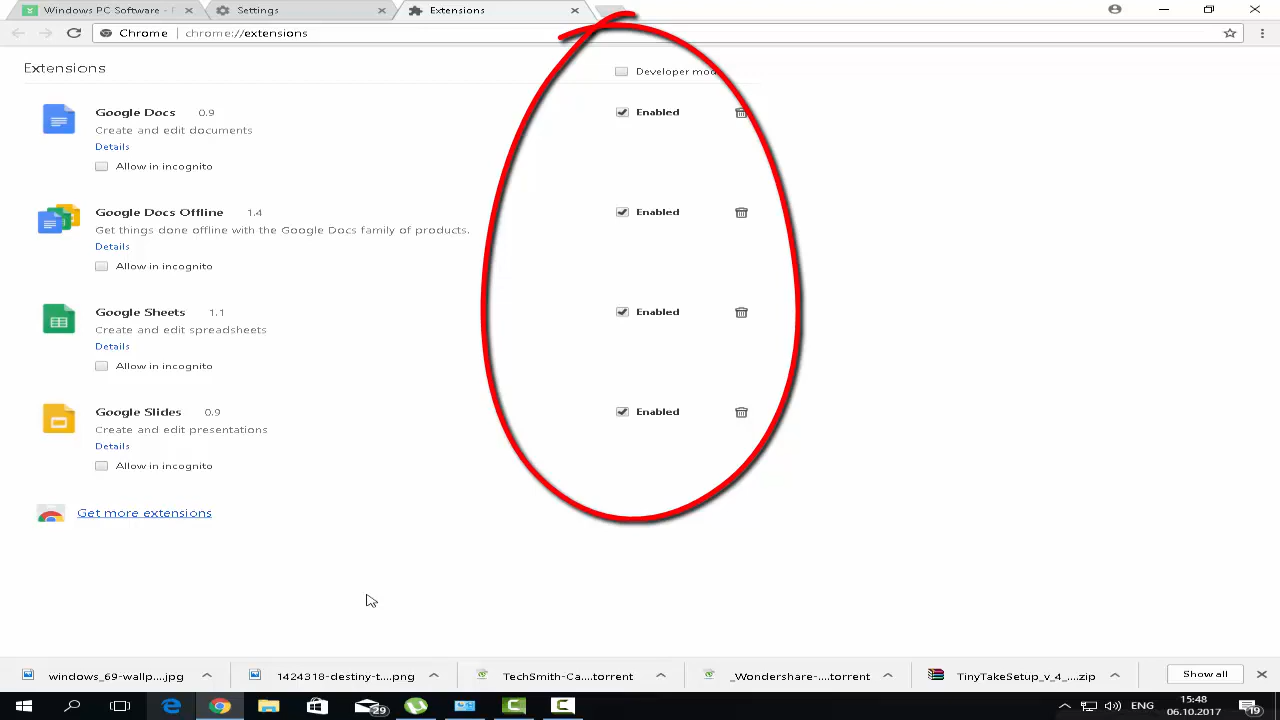 Windows PC Software - F
Settings
Extensions
Chrome
chrome://extensions
Extensions
Developer mod
Google Docs 0.9
Enabled
Create and edit documents
Details
Allow in incognito
Google Docs Offline 1.4
Enabled
Get things done offline with the Google Docs family of products.
Details
Allow in incognito
Google Sheets 1.1
Enabled
Create and edit spreadsheets
Details
Allow in incognito
Google Slides 0.9
Enabled
Create and edit presentations
Details
Allow in incognito
Get more extensions
windows_69-wallp....jpg
1424318-destiny-t....png
TechSmith-Ca....torrent
_Wondershare-....torrent
TinyTakeSetup_v_4_....zip
Show all
29
ENG
15:48
06.10.2017
19